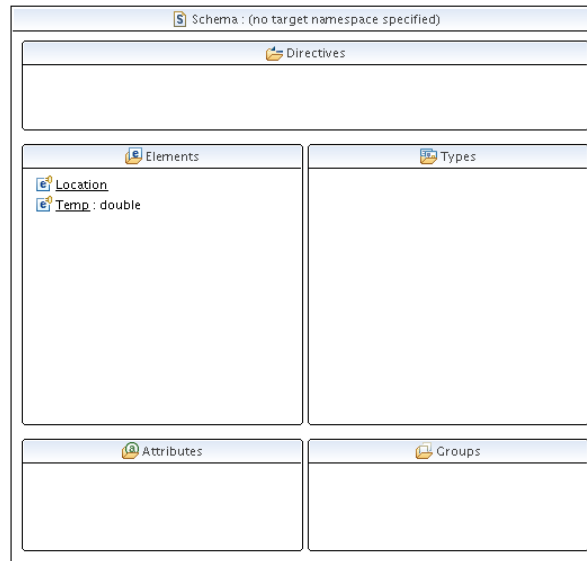 Schema : (no target namespace specified)
Directives
Elements
Types
Location
Temp : double
Attributes
Groups